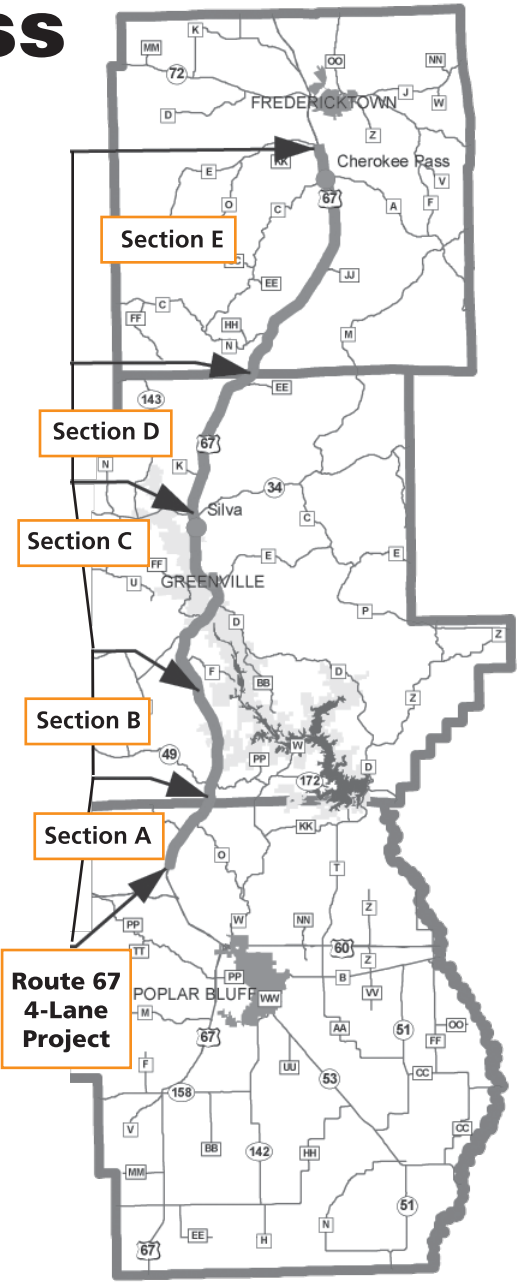 ss
K
MM
OO
NN
72
J
W
FREDERICKTOWN
D
Z
KK
Cherokee Pass
E
V
67
O
C
A
F
Section E
CC
EE
JJ
C
FF
HH
M
N
EE
143
Section D
67
N
K
34
Silva
C
Section C
E
E
FF
U
GREENVILLE
P
D
Z
F
D
BB
Z
Section B
W
49
PP
D
172
Section A
KK
O
T
Z
W
NN
PP
60
TT
Z
Route 67
4-Lane
Project
PP
B
POPLAR BLUFF
WW
VV
M
AA
51
OO
67
FF
F
UU
53
CC
158
V
CC
BB
142
HH
MM
51
N
EE
H
67